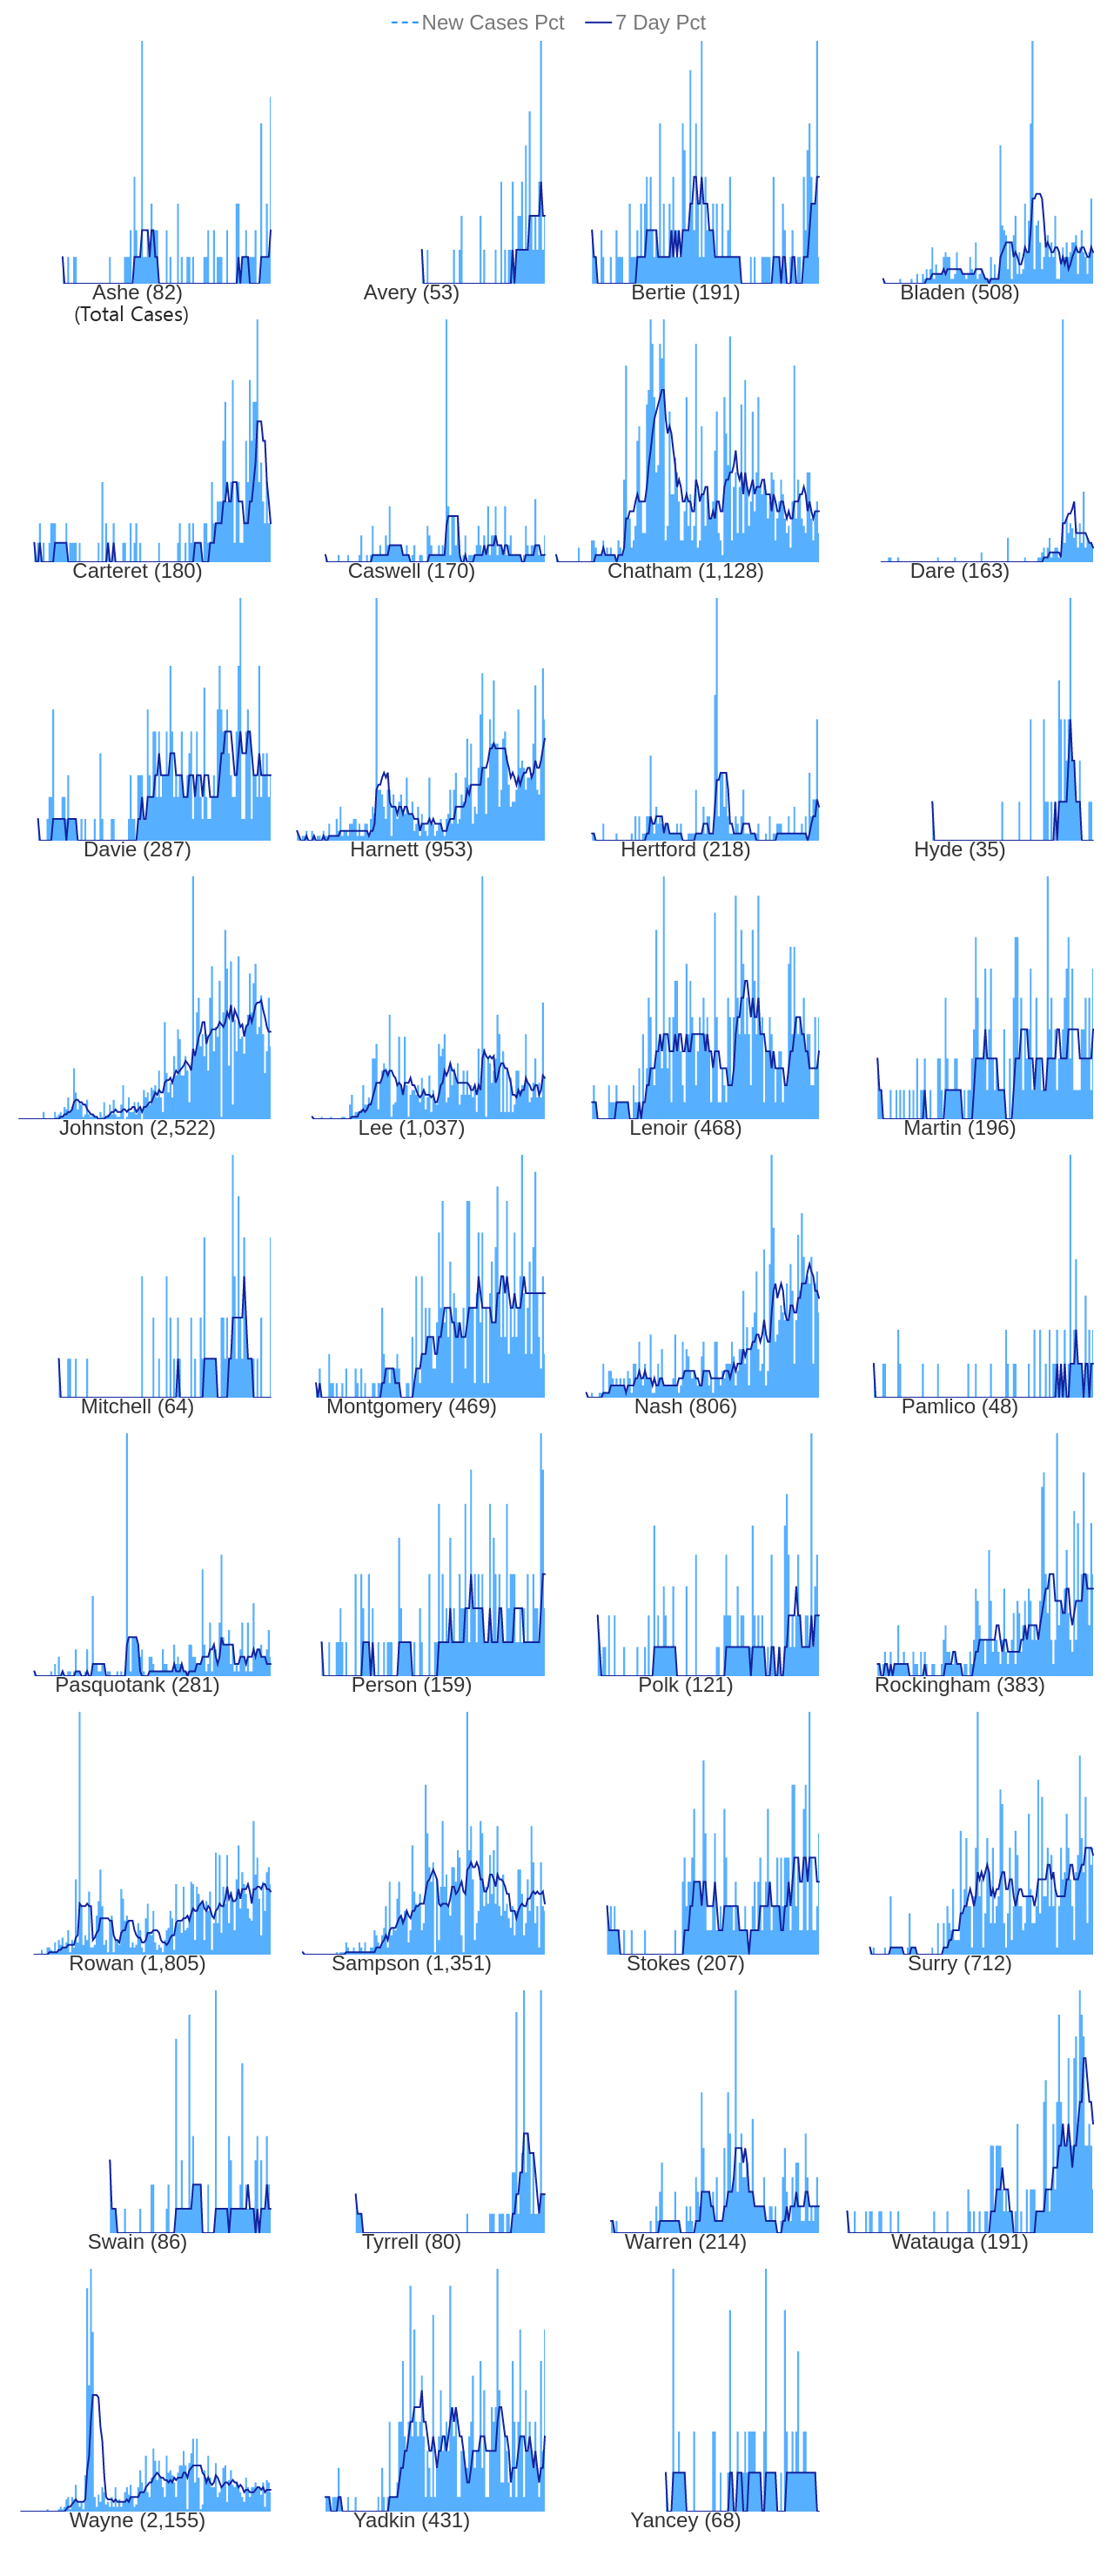 New Cases Pct 7 Day Pct
Ashe (82) Avery (53) Bertie (191) Bladen (508)
(Total Cases)
Carteret (180) Caswell (170) Chatham (1,128) Dare (163)
Davie (287) Harnett (953) Hertford (218) Hyde (35)
Johnston (2,522) Lee (1,037) Lenoir (468) Martin (196)
Mitchell (64) Montgomery (469) Nash (806) Pamlico (48)
Pasquotank (281) Person (159) Polk (121) Rockingham (383)
Rowan (1,805) Sampson (1,351) Stokes (207) Surry (712)
Swain (86) Tyrrell (80) Warren (214) Watauga (191)
Wayne (2,155) Yadkin (431) Yancey (68)